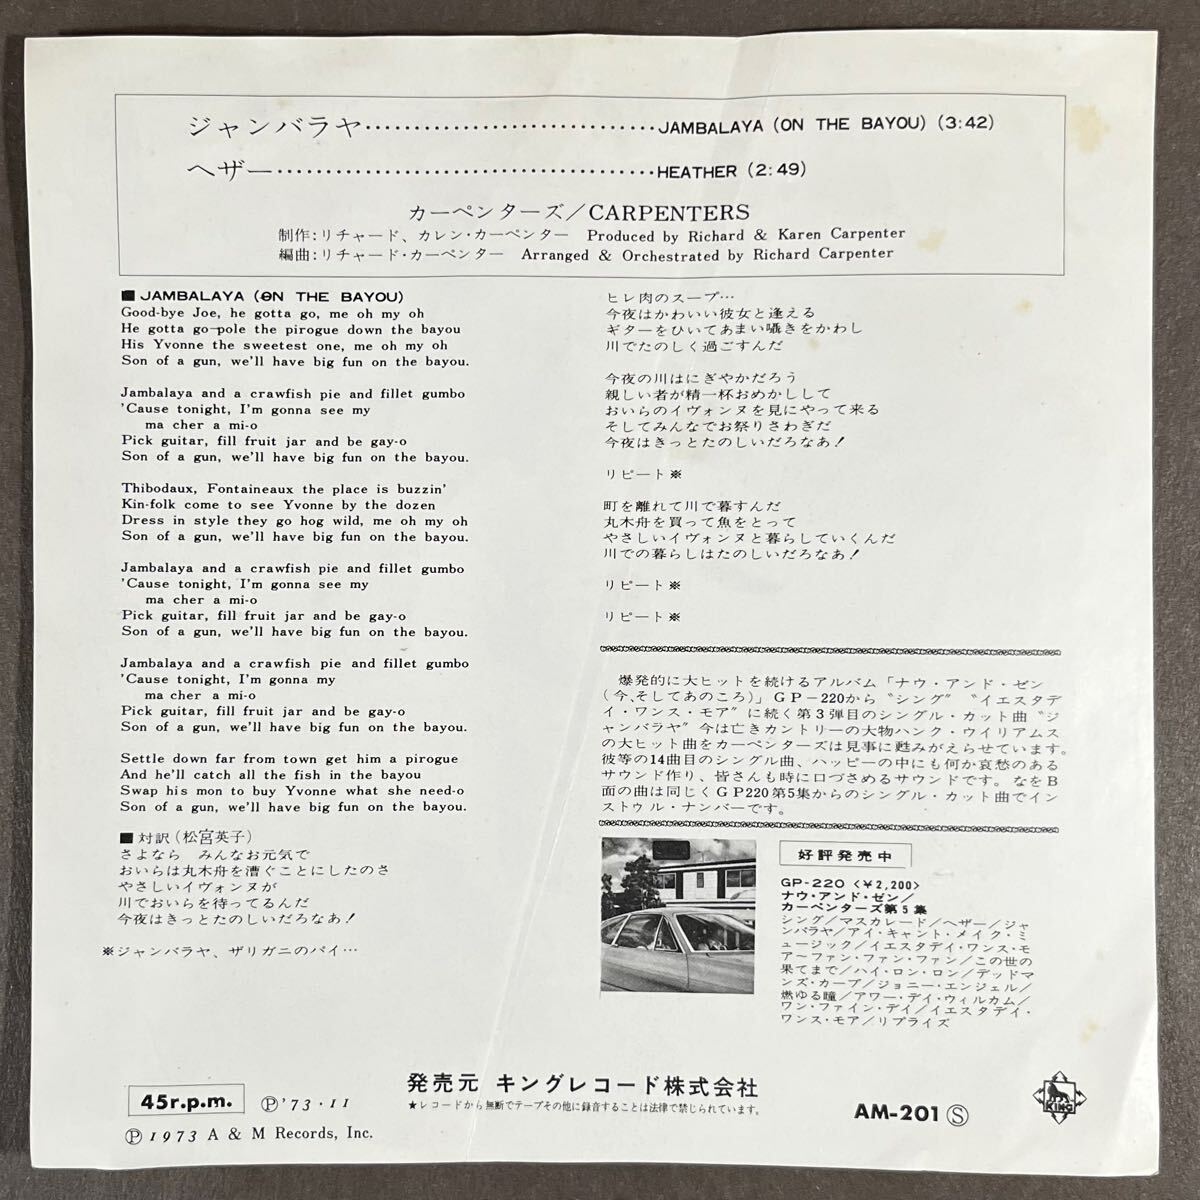 ジャンバラヤ……………………………JAMBALAYA (ON THE BAYOU) (3:42)
ヘザー……………………………………HEATHER (2:49)
カーペンターズ/CARPENTERS
制作:リチャード、カレン・カーペンター Produced by Richard & Karen Carpenter
編曲:リチャード・カーペンター Arranged & Orchestrated by Richard Carpenter
■ JAMBALAYA (ON THE BAYOU)
Good-bye Joe, he gotta go, me oh my oh
He gotta go-pole the pirogue down the bayou
His Yvonne the sweetest one, me oh my oh
Son of a gun, we'll have big fun on the bayou.
Jambalaya and a crawfish pie and fillet gumbo
'Cause tonight, I'm gonna see my
ma cher a mi-o
Pick guitar, fill fruit jar and be gay-o
Son of a gun, we'll have big fun on the bayou.
Thibodaux, Fontaineaux the place is buzzin'
Kin-folk come to see Yvonne by the dozen
Dress in style they go hog wild, me oh my oh
Son of a gun, we'll have big fun on the bayou.
Jambalaya and a crawfish pie and fillet gumbo
'Cause tonight, I'm gonna see my
ma cher a mi-o
Pick guitar, fill fruit jar and be gay-o
Son of a gun, we'll have big fun on the bayou.
Jambalaya and a crawfish pie and fillet gumbo
'Cause tonight, I'm gonna my
ma cher a mi-o
Pick guitar, fill fruit jar and be gay-o
Son of a gun, we'll have big fun on the bayou.
Settle down far from town get him a pirogue
And he'll catch all the fish in the bayou
Swap his mon to buy Yvonne what she need-o
Son of a gun, we'll have big fun on the bayou.
■ 対訳(松宮英子)
さよなら みんなお元気で
おいらは丸木舟を漕ぐことにしたのさ
やさしいイヴォンヌが
川でおいらを待ってるんだ
今夜はきっとたのしいだろなあ!
※ジャンバラヤ、ザリガニのパイ…
ヒレ肉のスープ…
今夜はかわいい彼女と逢える
ギターをひいてあまい囁きをかわし
川でたのしく過ごすんだ
今夜の川はにぎやかだろう
親しい者が精一杯おめかしして
おいらのイヴォンヌを見にやって来る
そしてみんなでお祭りさわぎだ
今夜はきっとたのしいだろなあ!
リピート※
町を離れて川で暮すんだ
丸木舟を買って魚をとって
やさしいイヴォンヌと暮らしていくんだ
川での暮らしはたのしいだろなあ!
リピート※
リピート※
爆発的に大ヒットを続けるアルバム「ナウ・アンド・ゼン
(今、そしてあのころ)」GP-220から〝シング〞〝イエスタデ
イ・ワンス・モア〞に続く第3弾目のシングル・カット曲〝ジ
ャンバラヤ〞今は亡きカントリーの大物ハンク・ウイリアムス
の大ヒット曲をカーペンターズは見事に甦みがえらせています。
彼等の14曲目のシングル曲、ハッピーの中にも何か哀愁のある
サウンド作り、皆さんも時に口づさめるサウンドです。なをB
面の曲は同じくGP220第5集からのシングル・カット曲でイン
ストゥル・ナンバーです。
好評発売中
GP-220 <¥2,200>
ナウ・アンド・ゼン/
カーペンターズ第5集
シング/マスカレード/ヘザー/ジャ
ンバラヤ/アイ・キャント・メイク・ミ
ュージック/イエスタデイ・ワンス・モ
ア〜ファン・ファン・ファン/この世の
果てまで/ハイ・ロン・ロン/デッドマ
ンズ・カーブ/ジョニー・エンジェル/
燃ゆる瞳/アワー・デイ・ウィルカム/
ワン・ファイン・デイ/イエスタデイ・
ワンス・モア/リプライズ
発売元 キングレコード株式会社
★レコードから無断でテープその他に録音することは法律で禁じられています。
45r.p.m.
Ⓟ'73・11
Ⓟ 1973 A & M Records, Inc.
AM-201 Ⓢ
KING